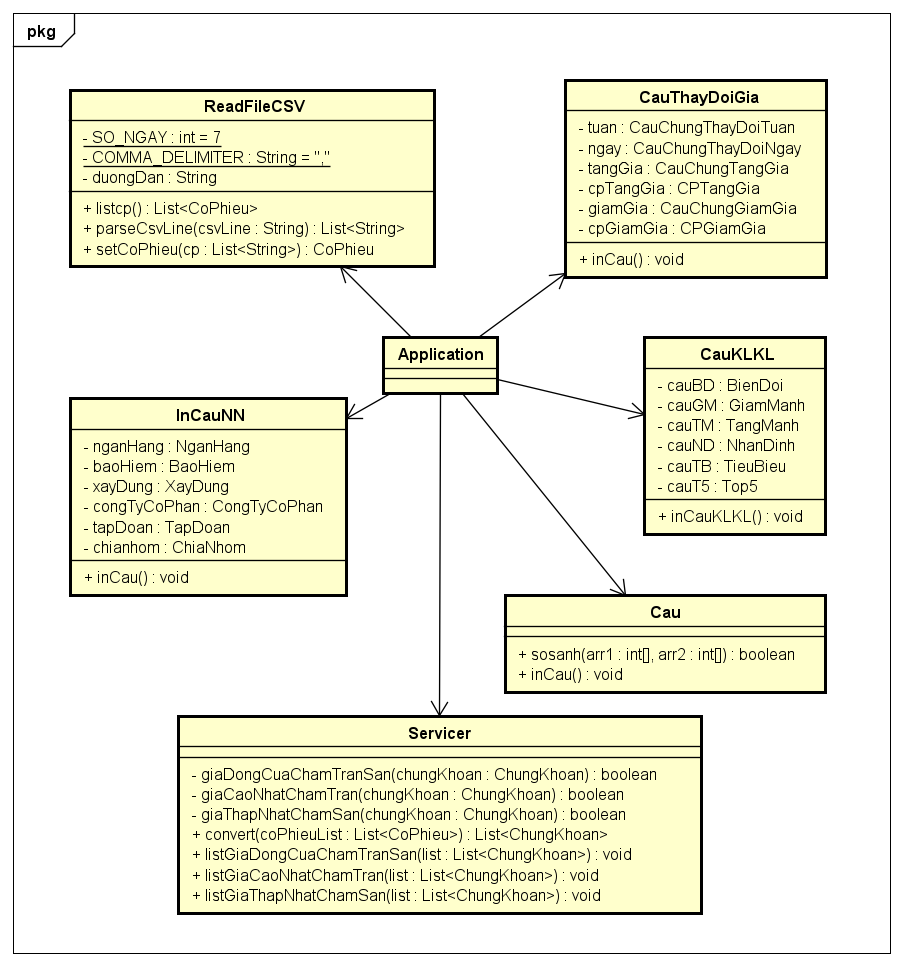 pkg
ReadFileCSV
- SO_NGAY : int = 7
- COMMA_DELIMITER : String = ","
- duongDan : String
+ listcp() : List<CoPhieu>
+ parseCsvLine(csvLine : String) : List<String>
+ setCoPhieu(cp : List<String>) : CoPhieu
CauThayDoiGia
- tuan : CauChungThayDoiTuan
- ngay : CauChungThayDoiNgay
- tangGia : CauChungTangGia
- cpTangGia : CPTangGia
- giamGia : CauChungGiamGia
- cpGiamGia : CPGiamGia
+ inCau() : void
Application
CauKLKL
- cauBD : BienDoi
- cauGM : GiamManh
- cauTM : TangManh
- cauND : NhanDinh
- cauTB : TieuBieu
- cauT5 : Top5
+ inCauKLKL() : void
InCauNN
- nganHang : NganHang
- baoHiem : BaoHiem
- xayDung : XayDung
- congTyCoPhan : CongTyCoPhan
- tapDoan : TapDoan
- chianhom : ChiaNhom
+ inCau() : void
Cau
+ sosanh(arr1 : int[], arr2 : int[]) : boolean
+ inCau() : void
Servicer
- giaDongCuaChamTranSan(chungKhoan : ChungKhoan) : boolean
- giaCaoNhatChamTran(chungKhoan : ChungKhoan) : boolean
- giaThapNhatChamSan(chungKhoan : ChungKhoan) : boolean
+ convert(coPhieuList : List<CoPhieu>) : List<ChungKhoan>
+ listGiaDongCuaChamTranSan(list : List<ChungKhoan>) : void
+ listGiaCaoNhatChamTran(list : List<ChungKhoan>) : void
+ listGiaThapNhatChamSan(list : List<ChungKhoan>) : void